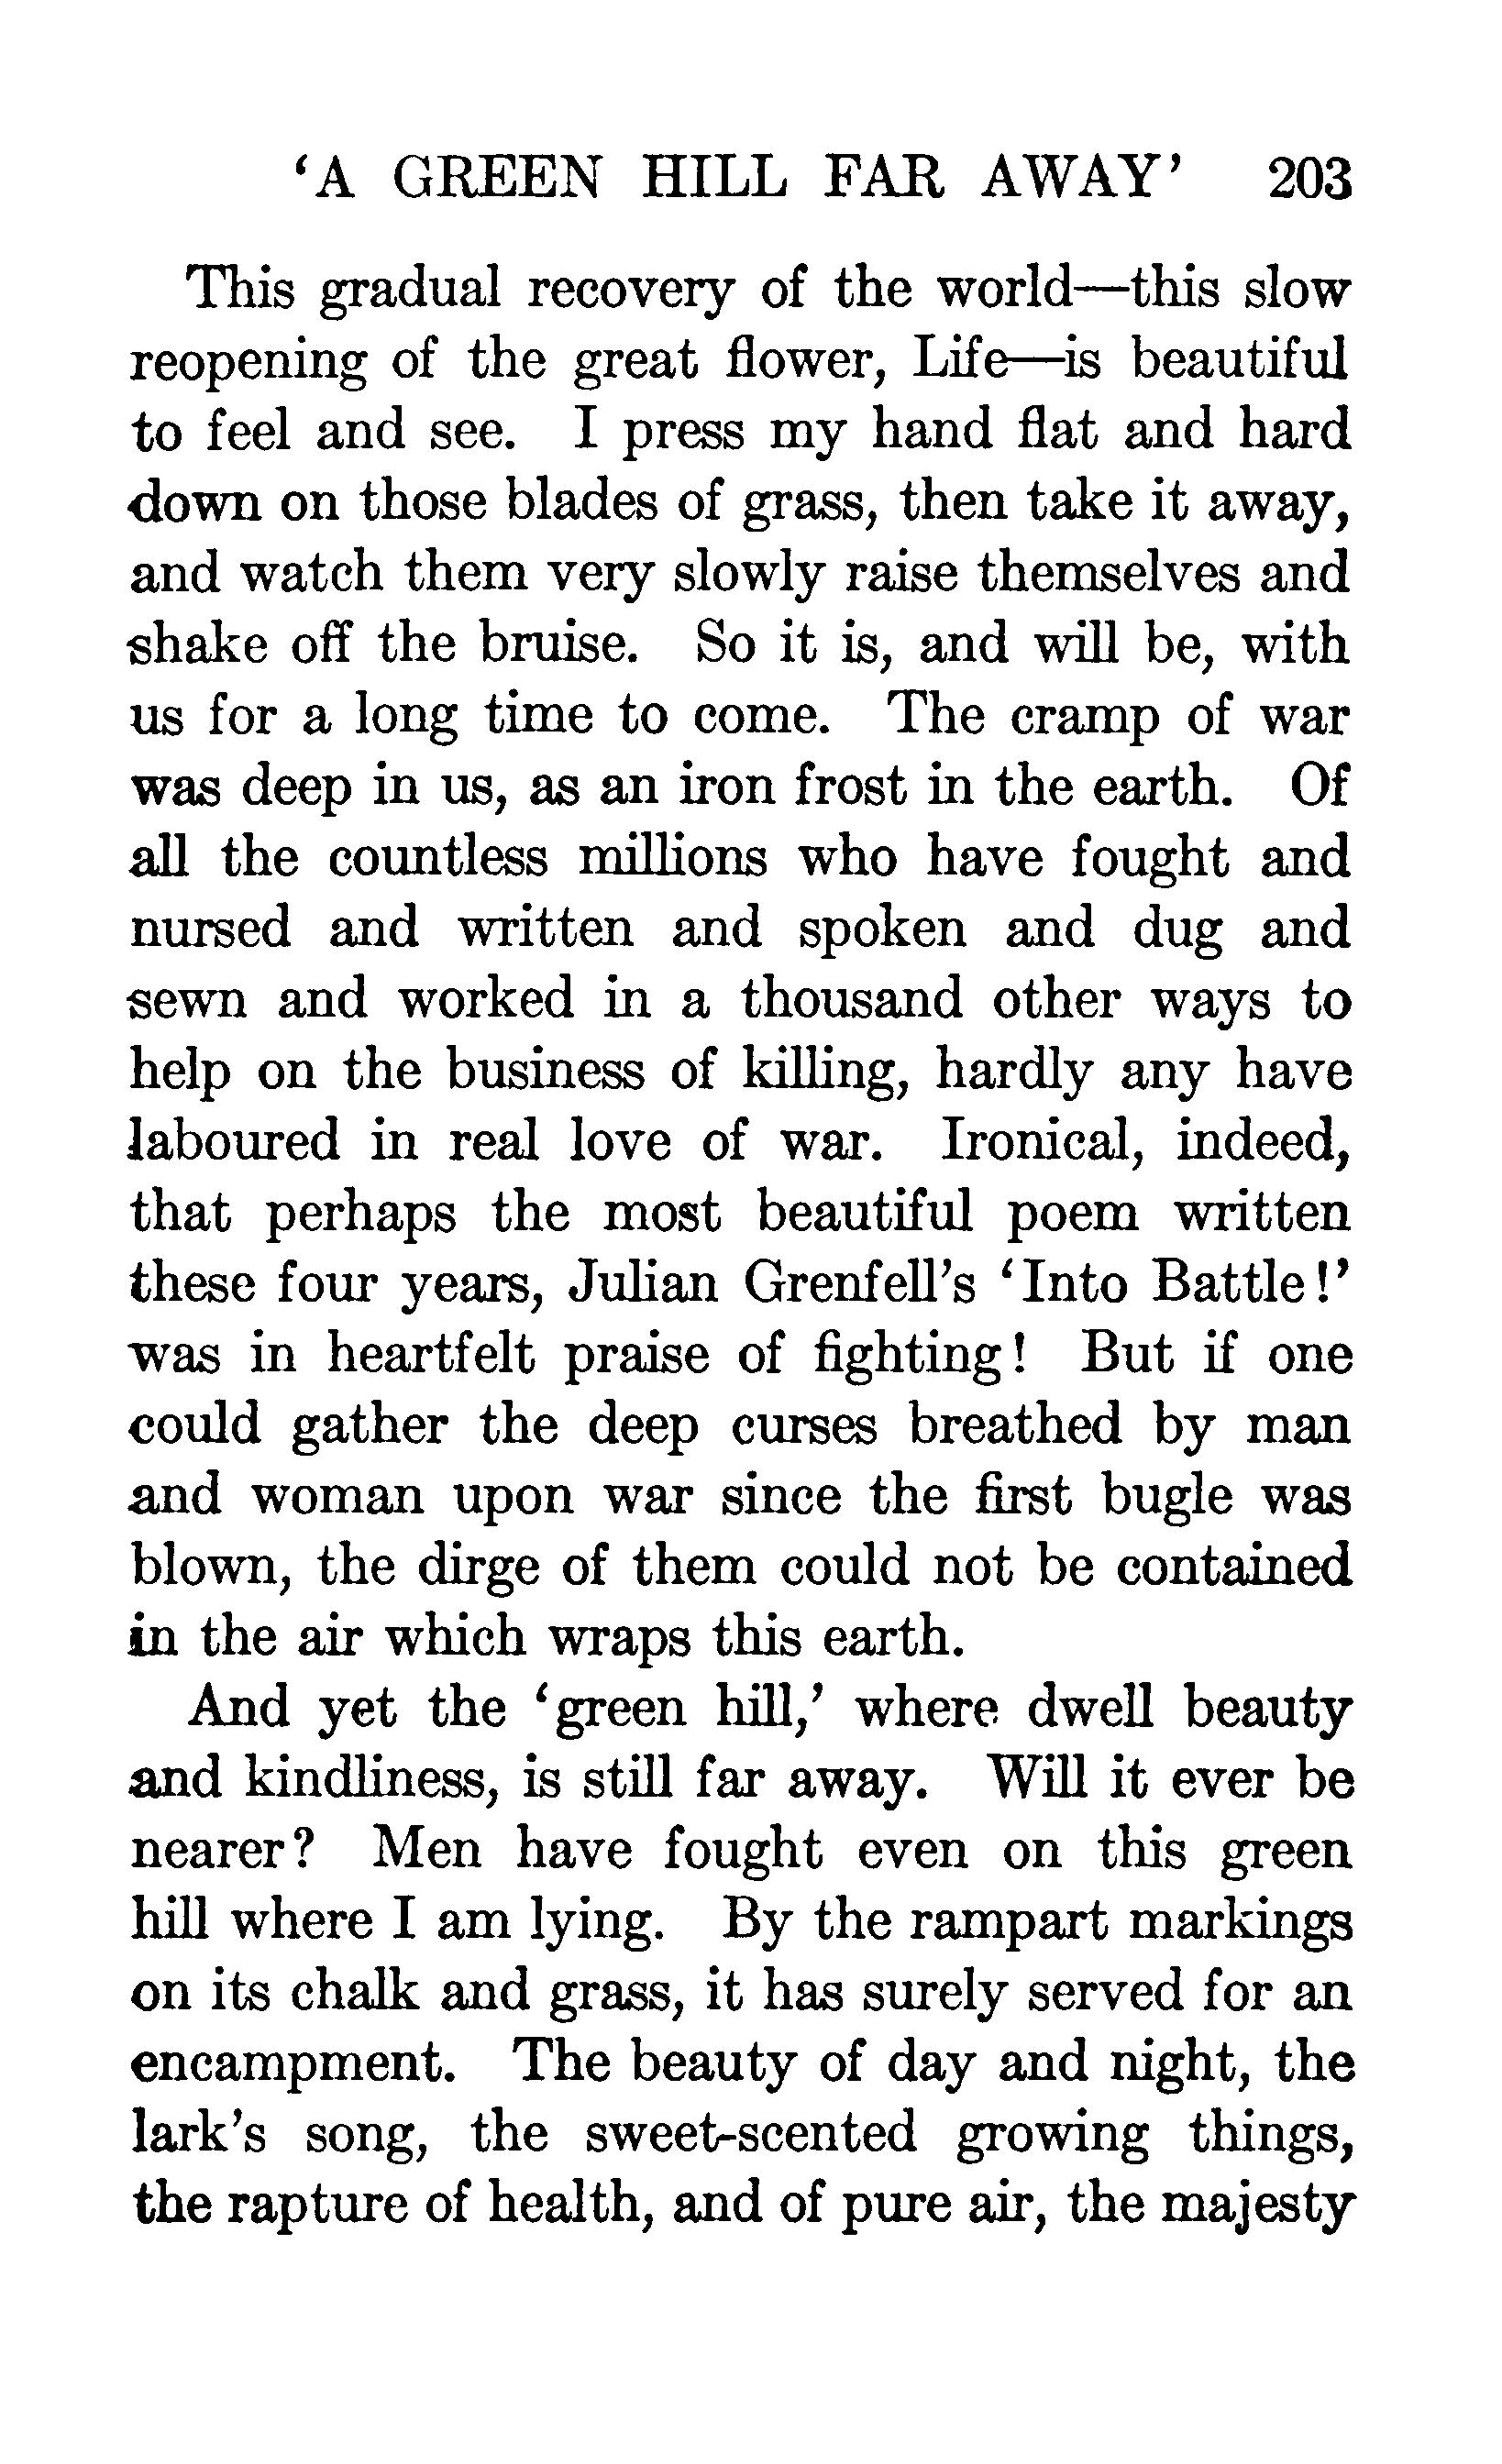 ‘A GREEN HILL FAR AWAY’ 203
This gradual recovery of the world—this slow
reopening of the great flower, Life—is beautiful
to feel and see. I press my hand flat and hard
down on those blades of grass, then take it away,
and watch them very slowly raise themselves and
shake off the bruise. So it is, and will be, with
us for a long time to come. The cramp of war
was deep in us, as an iron frost in the earth. Of
all the countless millions who have fought and
nursed and written and spoken and dug and
sewn and worked in a thousand other ways to
help on the business of killing, hardly any have
laboured in real love of war. Ironical, indeed,
that perhaps the most beautiful poem written
these four years, Julian Grenfell’s ‘Into Battle!’
was in heartfelt praise of fighting! But if one
could gather the deep curses breathed by man
and woman upon war since the first bugle was
blown, the dirge of them could not be contained
in the air which wraps this earth.
And yet the ‘green hill,’ where dwell beauty
and kindliness, is still far away. Will it ever be
nearer? Men have fought even on this green
hill where I am lying. By the rampart markings
on its chalk and grass, it has surely served for an
encampment. The beauty of day and night, the
lark’s song, the sweet-scented growing things,
the rapture of health, and of pure air, the majesty